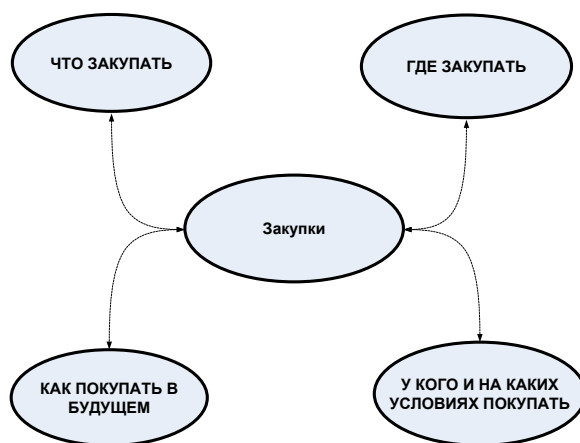 ЧТО ЗАКУПАТЬ
ГДЕ ЗАКУПАТЬ
Закупки
КАК ПОКУПАТЬ В
БУДУЩЕМ
У КОГО И НА КАКИХ
УСЛОВИЯХ ПОКУПАТЬ